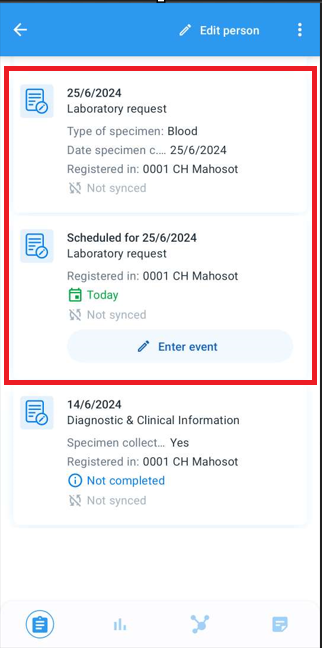 Edit person
25/6/2024
Laboratory request
Type of specimen: Blood
Date specimen c... 25/6/2024
Registered in: 0001 CH Mahosot
Not synced
Scheduled for 25/6/2024
Laboratory request
Registered in: 0001 CH Mahosot
Today
Not synced
Enter event
14/6/2024
Diagnostic & Clinical Information
Specimen collect... Yes
Registered in: 0001 CH Mahosot
Not completed
Not synced